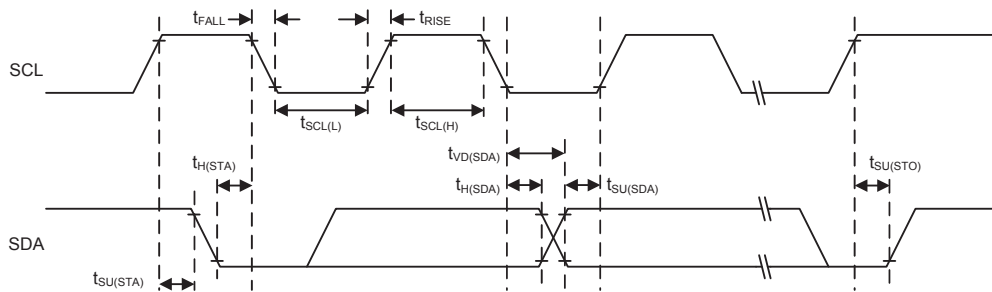 tFALL
tRISE
SCL
tSCL(L)
tSCL(H)
tVD(SDA)
tH(STA)
tH(SDA)
tSU(SDA)
tSU(STO)
SDA
tSU(STA)